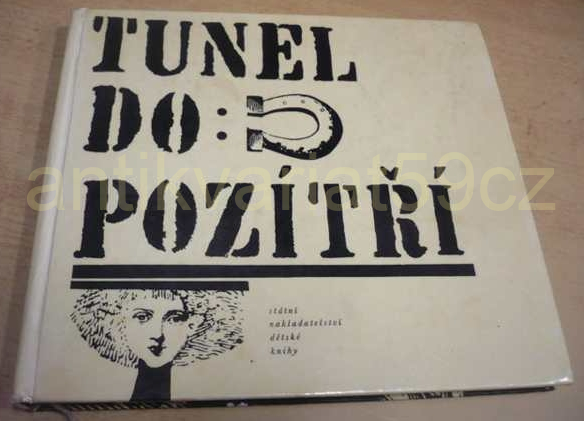 TUNEL
DO:
POZÍTŘÍ
státní
nakladatelství
dětské
knihy
antikvariat59cz